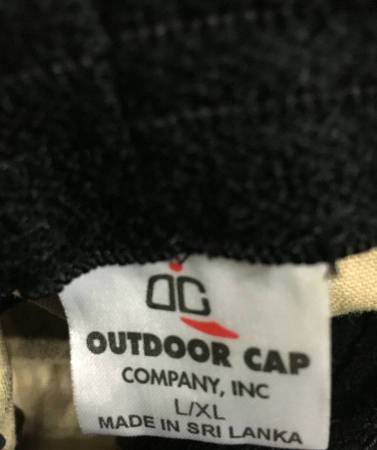 OC
OUTDOOR CAP
COMPANY, INC
L/XL
MADE IN SRI LANKA